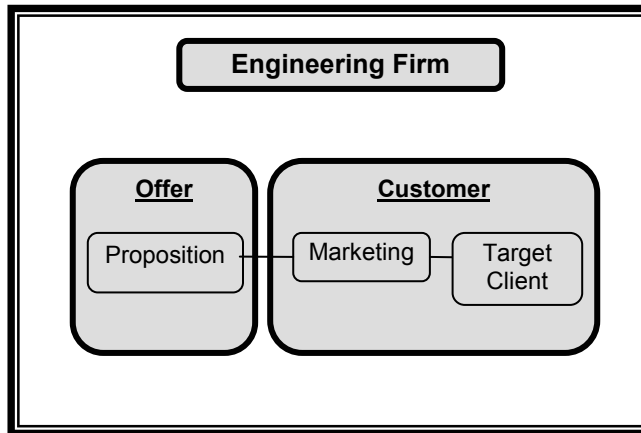 Engineering Firm
Offer
Customer
Proposition
Marketing
Target
Client